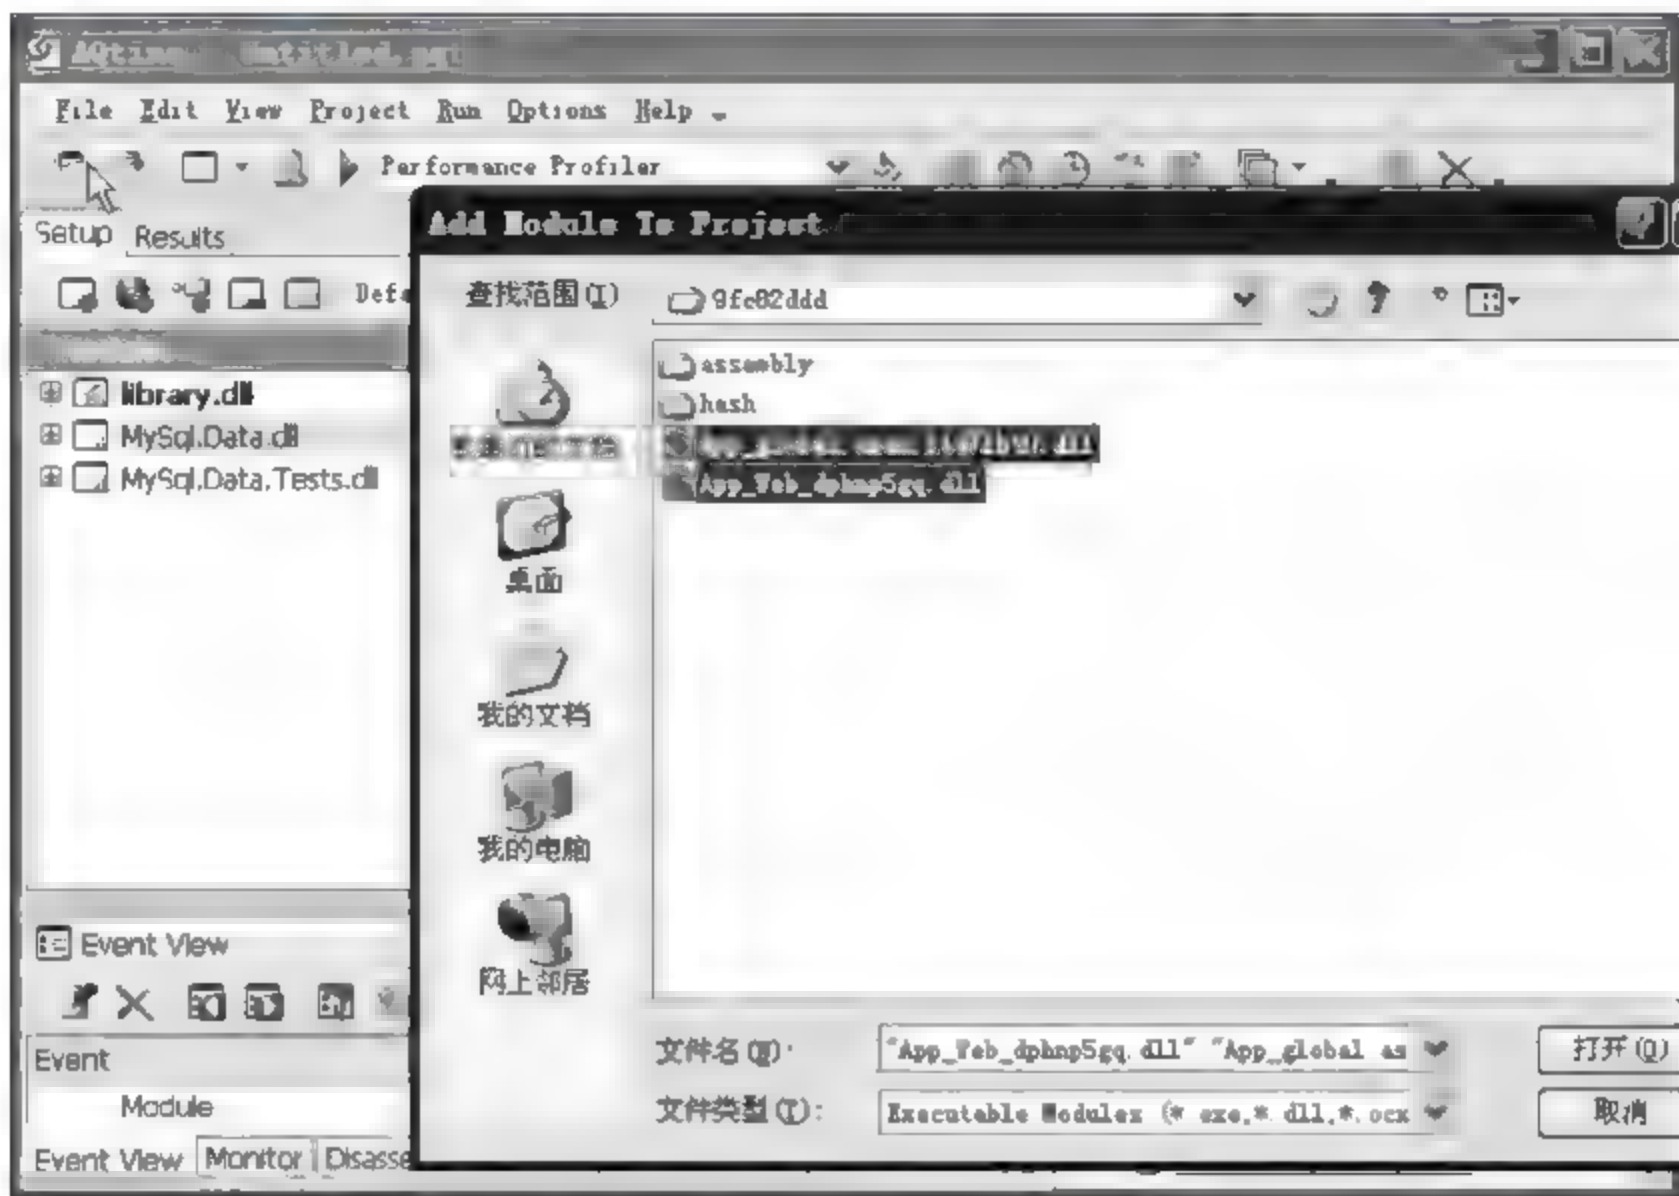 File Edit View Project Run Options Help
Performance Profiler
Add Module To Project
Setup Results
查找范围(I) 9fc82ddd
assembly
library.dll
hash
MySql.Data.dll
App_Web_dphnp5gq.dll
MySql.Data.Tests.dll
桌面
我的文档
我的电脑
Event View
网上邻居
文件名(N): "App_Web_dphnp5gq.dll" "App_global as
打开(O)
Event
Module
文件类型(T): Executable Modules (*.exe,*.dll,*.ocx
取消
Event View Monitor Disasse